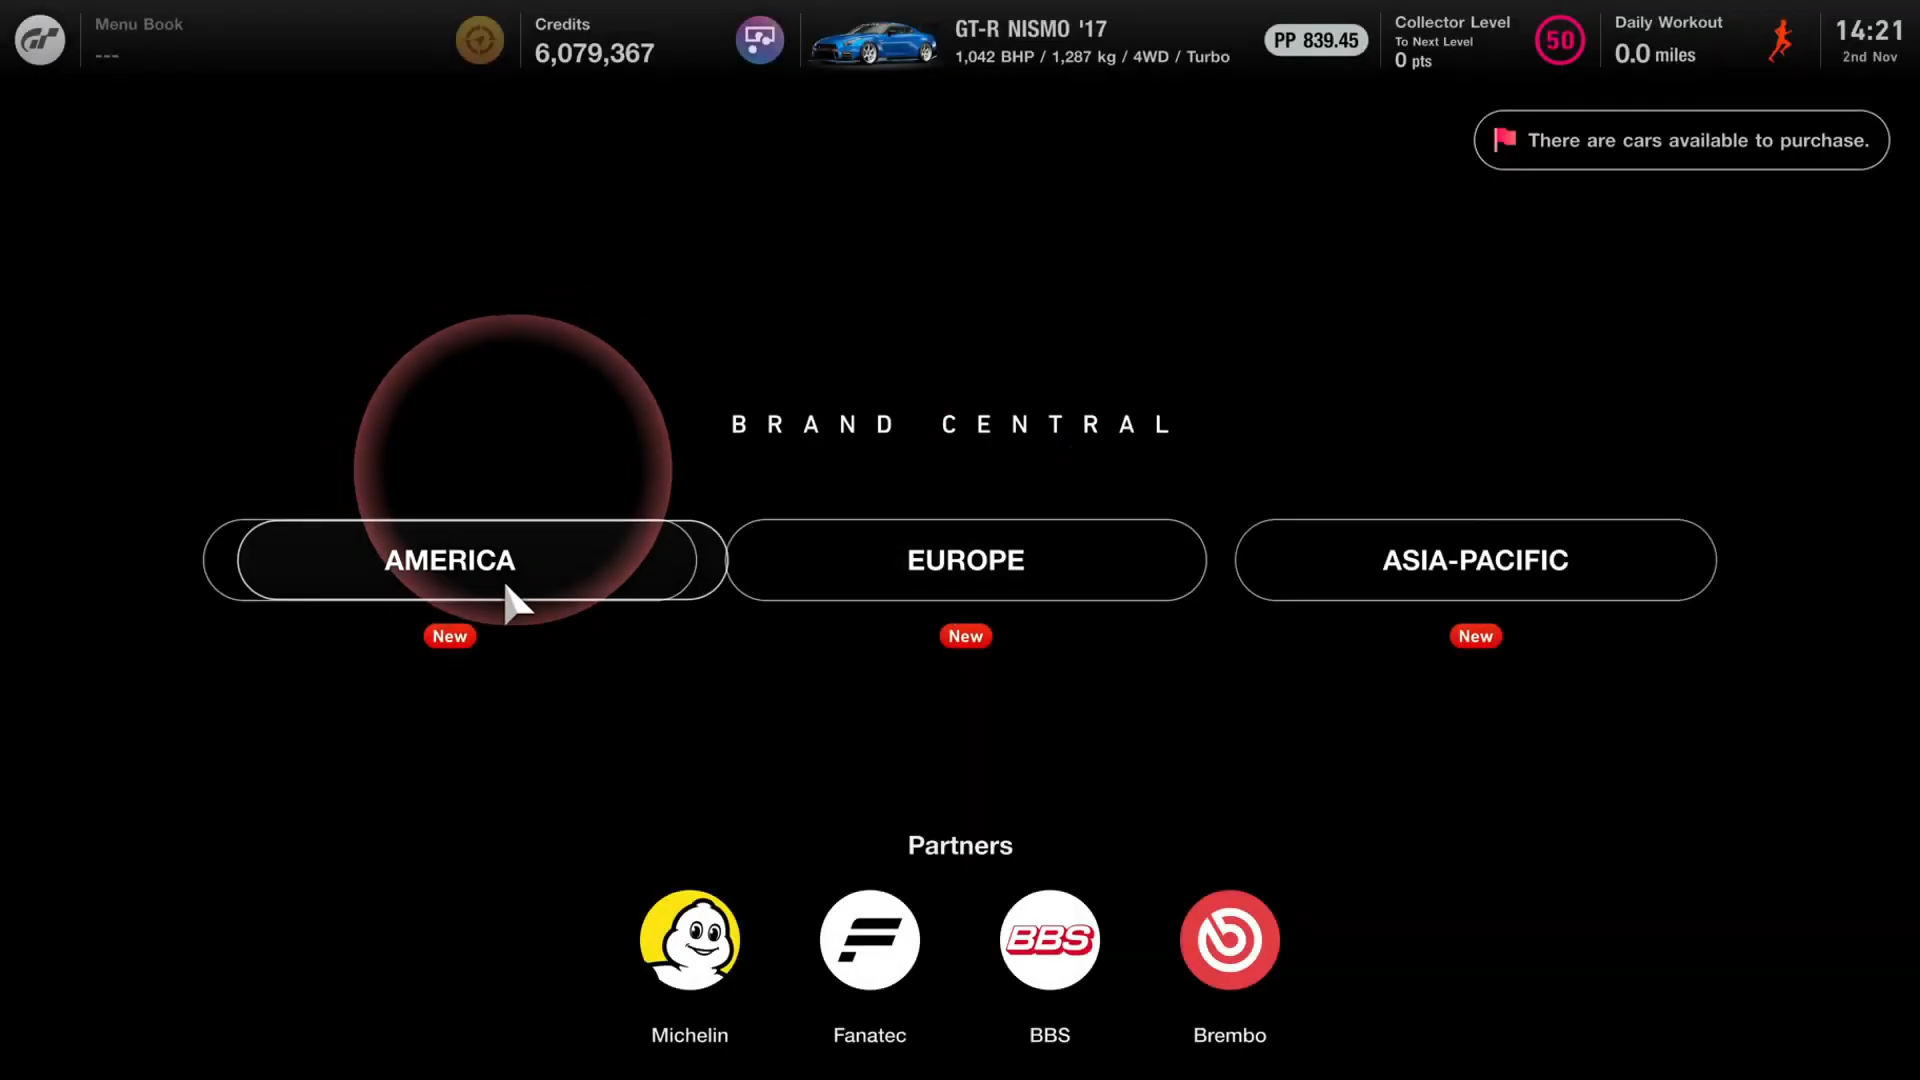 Menu Book
---
Credits
6,079,367
GT-R NISMO '17
1,042 BHP / 1,287 kg / 4WD / Turbo
PP 839.45
Collector Level
To Next Level
0 pts
50
Daily Workout
0.0 miles
14:21
2nd Nov
There are cars available to purchase.
BRAND CENTRAL
AMERICA
EUROPE
ASIA-PACIFIC
New
New
New
Partners
BBS
Michelin
Fanatec
BBS
Brembo